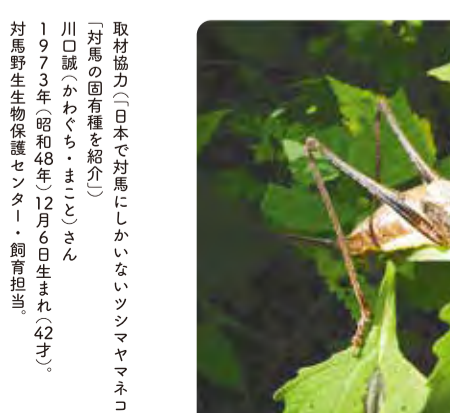 取材協力(「日本で対馬にしかいないツシマヤマネコ
「対馬の固有種を紹介」)
川口誠(かわぐち・まこと)さん
1973年(昭和48年)12月6日生まれ(42才)。
対馬野生生物保護センター・飼育担当。